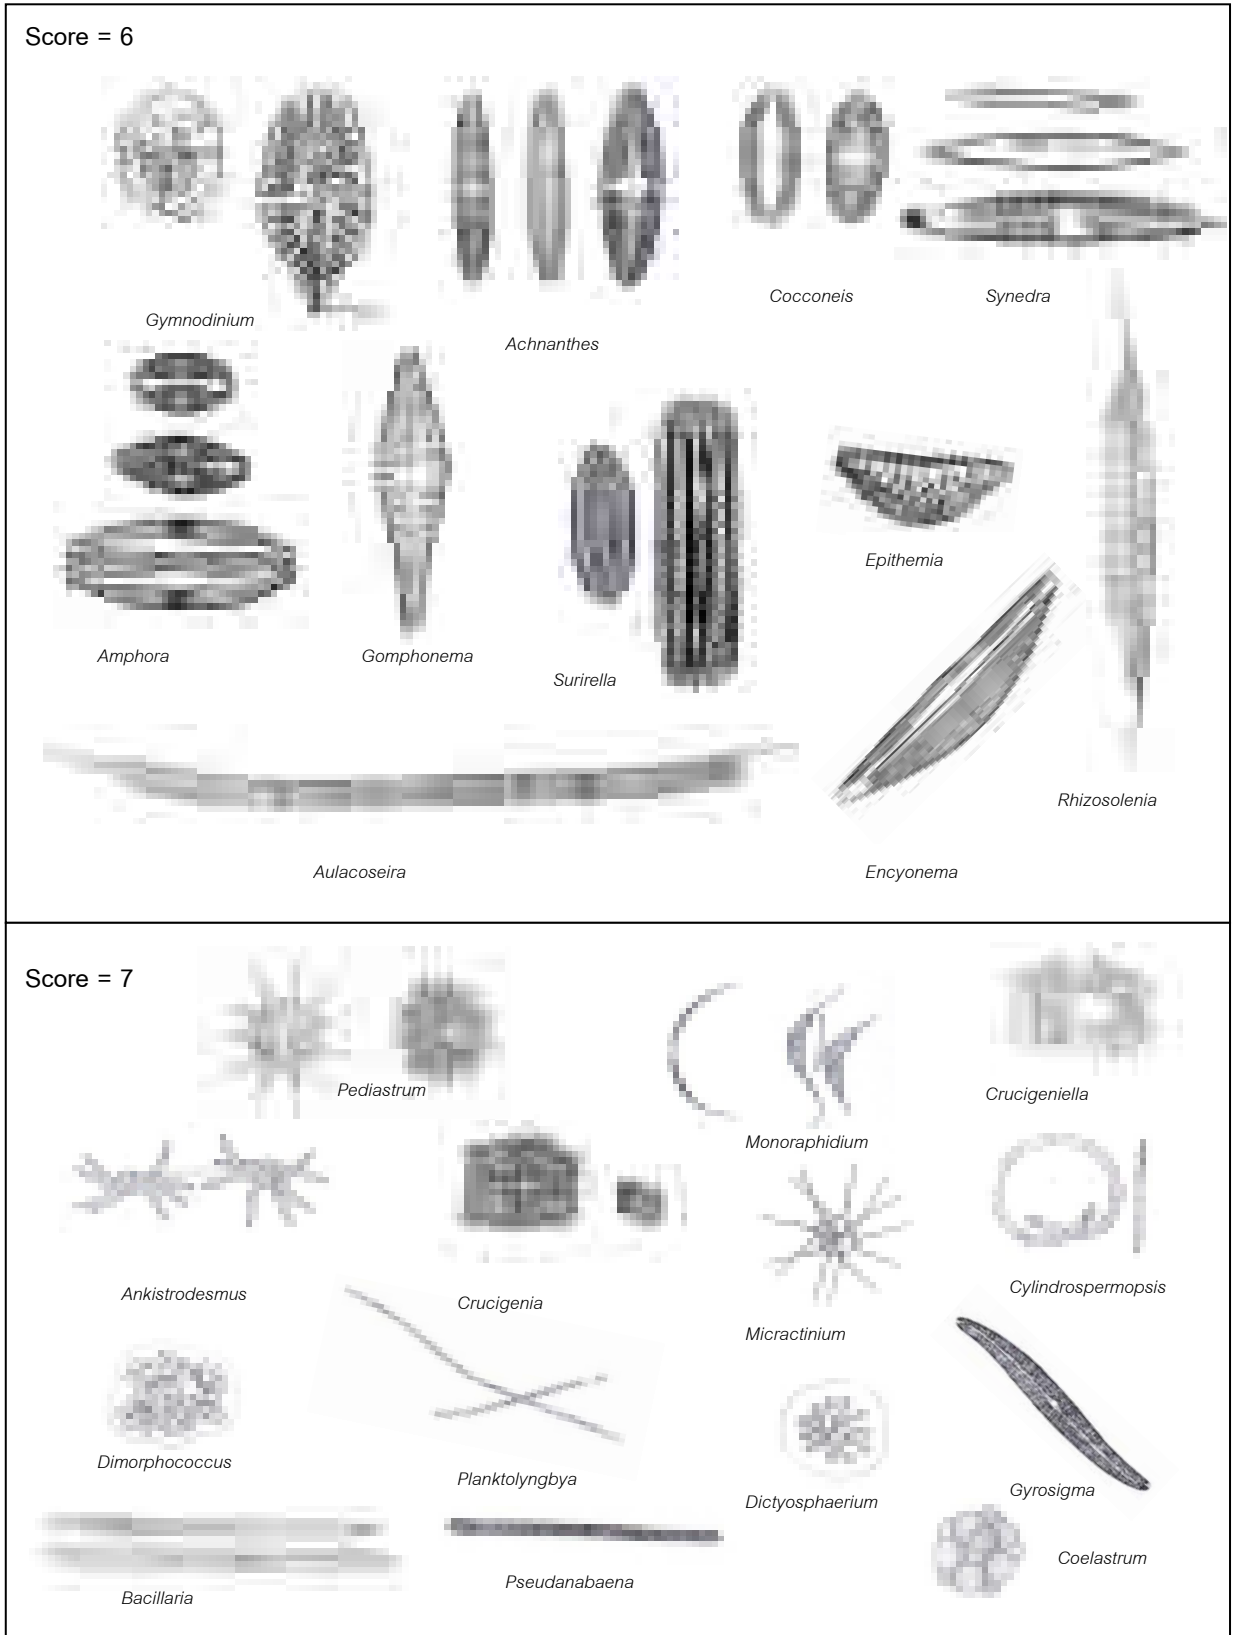 Score = 6
Gymnodinium
Achnanthes
Cocconeis
Synedra
Amphora
Gomphonema
Surirella
Epithemia
Rhizosolenia
Aulacoseira
Encyonema
Score = 7
Pediastrum
Monoraphidium
Crucigeniella
Ankistrodesmus
Crucigenia
Micractinium
Cylindrospermopsis
Dimorphococcus
Planktolyngbya
Dictyosphaerium
Gyrosigma
Bacillaria
Pseudanabaena
Coelastrum